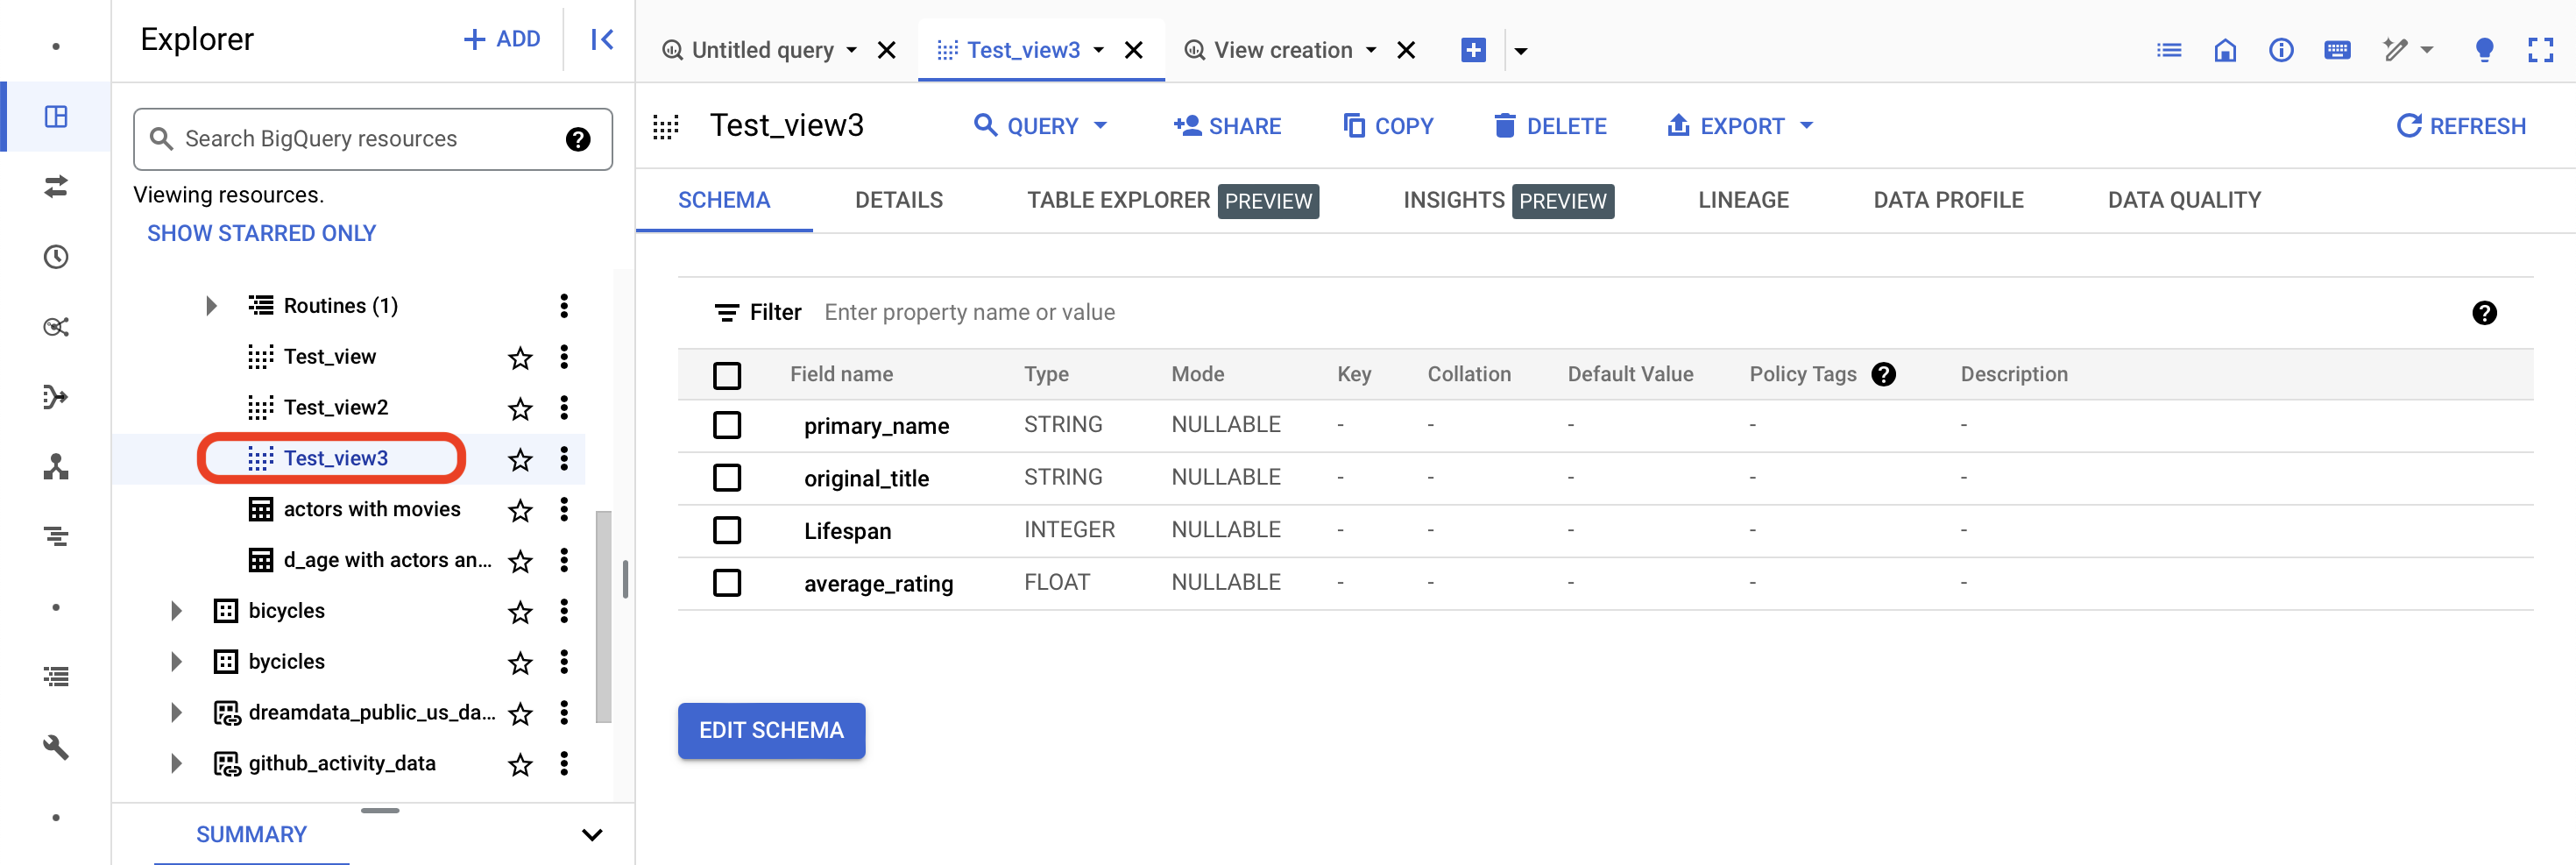 Explorer
ADD
Search BigQuery resources
Viewing resources.
SHOW STARRED ONLY
Routines (1)
Test_view
Test_view2
Test_view3
actors with movies
d_age with actors an...
bicycles
bycicles
dreamdata_public_us_da...
github_activity_data
SUMMARY
Untitled query
Test_view3
View creation
Test_view3
QUERY
SHARE
COPY
DELETE
EXPORT
REFRESH
SCHEMA
DETAILS
TABLE EXPLORER PREVIEW
INSIGHTS PREVIEW
LINEAGE
DATA PROFILE
DATA QUALITY
Filter Enter property name or value
Field name Type Mode Key Collation Default Value Policy Tags Description
primary_name STRING NULLABLE - - - - -
original_title STRING NULLABLE - - - - -
Lifespan INTEGER NULLABLE - - - - -
average_rating FLOAT NULLABLE - - - - -
EDIT SCHEMA